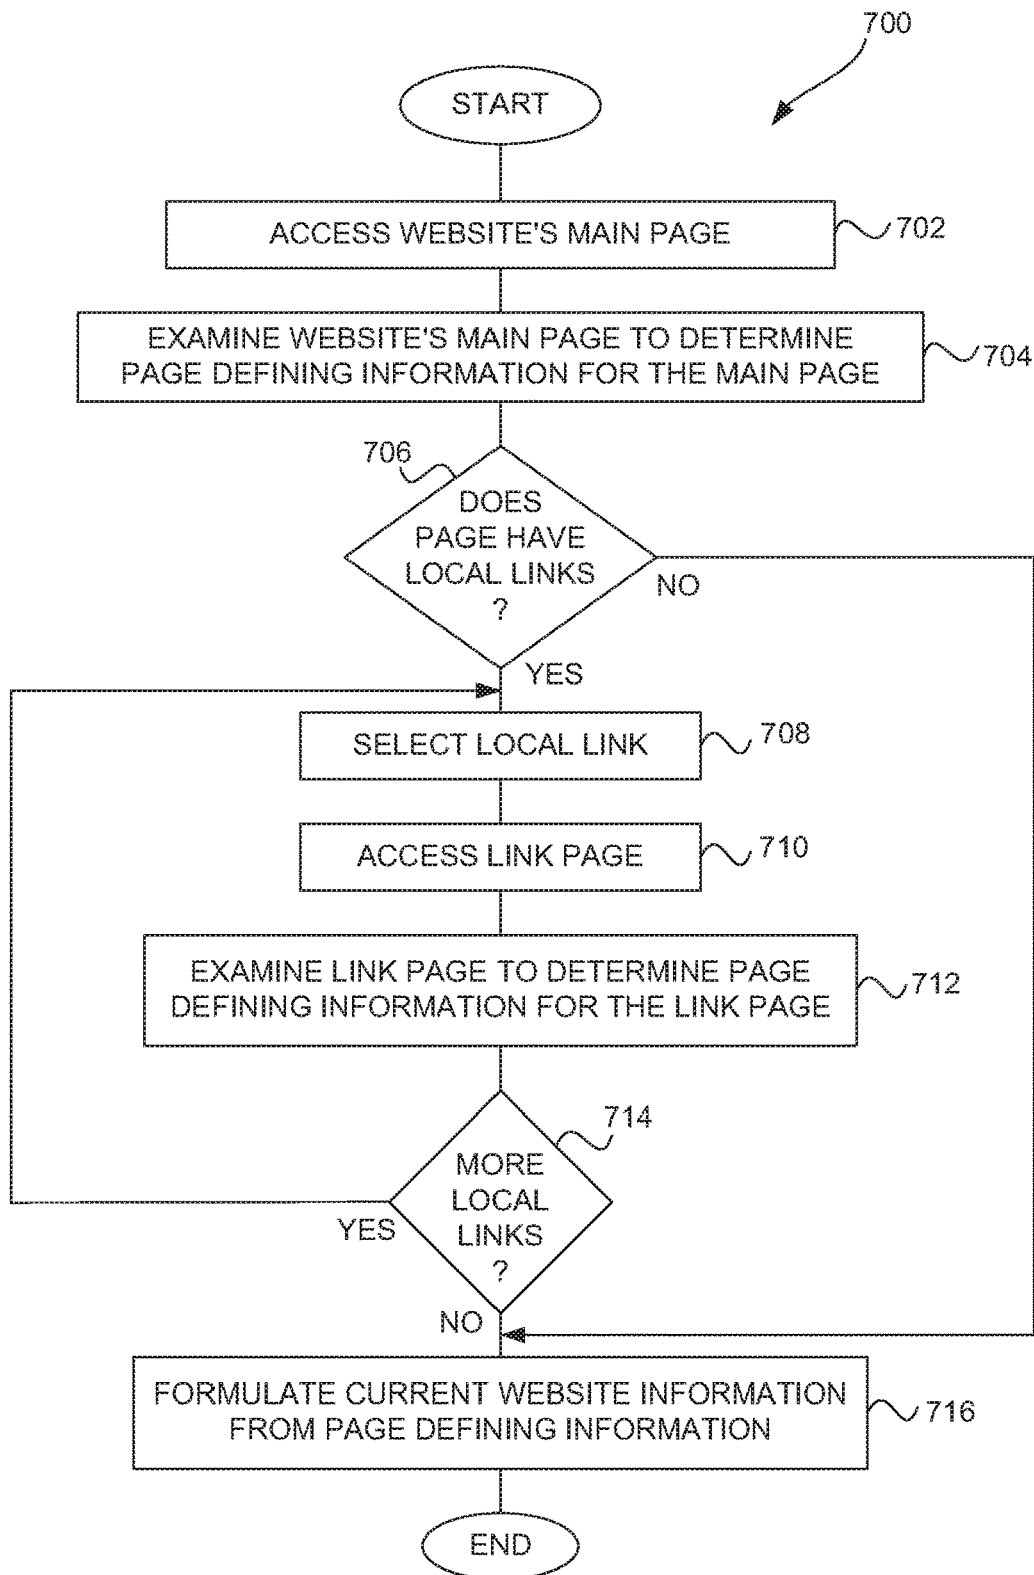 700
START
ACCESS WEBSITE'S MAIN PAGE
702
EXAMINE WEBSITE'S MAIN PAGE TO DETERMINE
PAGE DEFINING INFORMATION FOR THE MAIN PAGE
704
706
DOES
PAGE HAVE
LOCAL LINKS
?
NO
YES
SELECT LOCAL LINK
708
ACCESS LINK PAGE
710
EXAMINE LINK PAGE TO DETERMINE PAGE
DEFINING INFORMATION FOR THE LINK PAGE
712
714
MORE
LOCAL
LINKS
?
YES
NO
FORMULATE CURRENT WEBSITE INFORMATION
FROM PAGE DEFINING INFORMATION
716
END